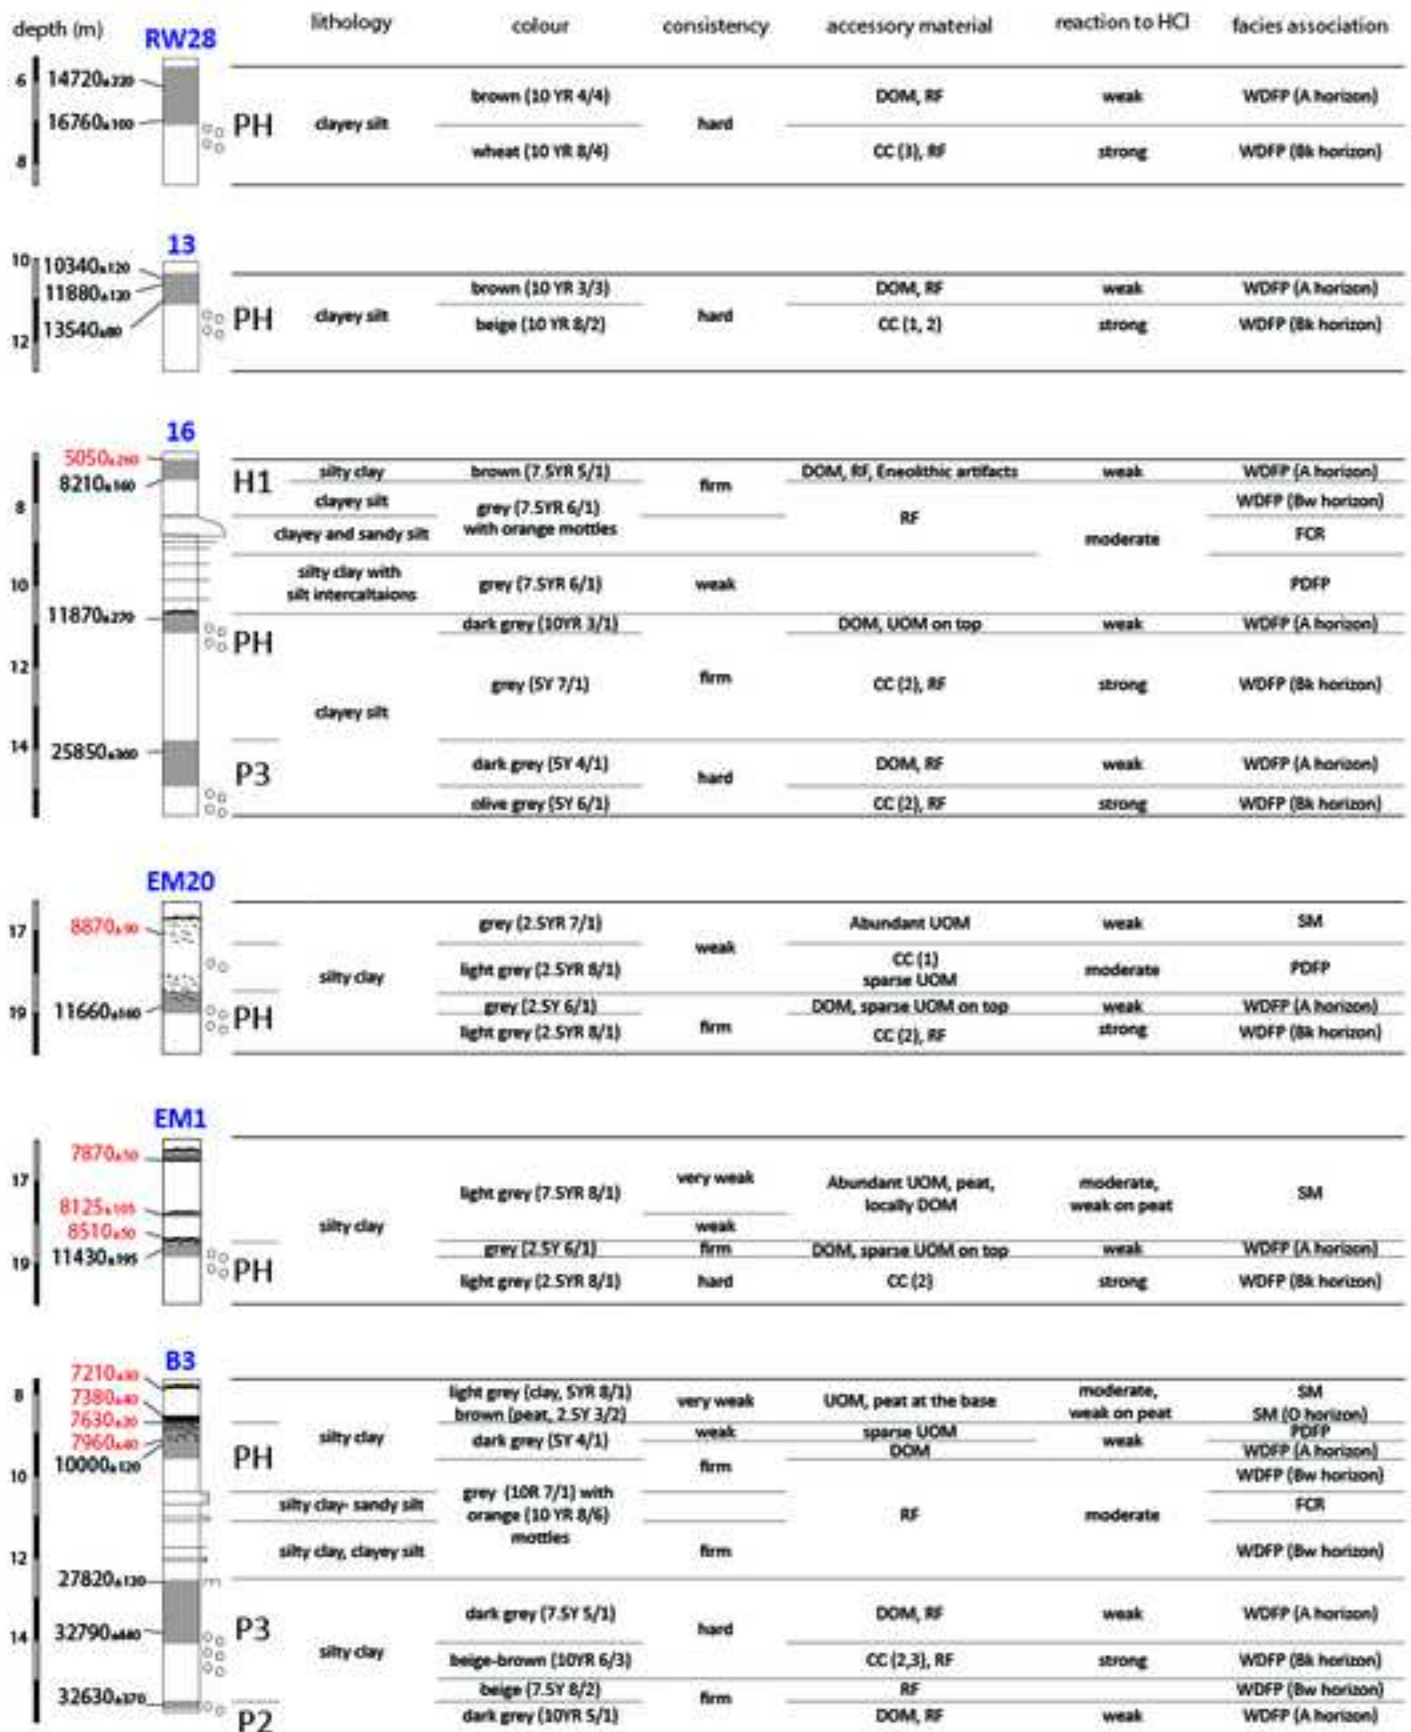 depth (m) RW28 lithology colour consistency accessory material reaction to HCl facies association
6 14720±220 brown (10 YR 4/4) DOM, RF weak WDFP (A horizon)
16760±100 PH clayey silt hard
8 wheat (10 YR 8/4) CC (3), RF strong WDFP (Bk horizon)
13
10 10340±120
11880±120 brown (10 YR 3/3) DOM, RF weak WDFP (A horizon)
13540±80 PH clayey silt hard
12 beige (10 YR 8/2) CC (1, 2) strong WDFP (Bk horizon)
16
5050±260 silty clay brown (7.5YR 5/1) DOM, RF, Eneolithic artifacts weak WDFP (A horizon)
8210±160 H1 firm
8 clayey silt grey (7.5YR 6/1) WDFP (Bw horizon)
with orange mottles RF
clayey and sandy silt moderate FCR
silty clay with
10 silt intercaltaions grey (7.5YR 6/1) weak PDFP
11870±270 dark grey (10YR 3/1) DOM, UOM on top weak WDFP (A horizon)
PH
12 grey (5Y 7/1) firm CC (2), RF strong WDFP (Bk horizon)
clayey silt
14 25850±360 dark grey (5Y 4/1) DOM, RF weak WDFP (A horizon)
P3 hard
olive grey (5Y 6/1) CC (2), RF strong WDFP (Bk horizon)
EM20
17 8870±90 grey (2.5YR 7/1) Abundant UOM weak SM
weak
silty clay light grey (2.5YR 8/1) CC (1) moderate PDFP
sparse UOM
19 11660±160 grey (2.5Y 6/1) DOM, sparse UOM on top weak WDFP (A horizon)
PH light grey (2.5YR 8/1) firm CC (2), RF strong WDFP (Bk horizon)
EM1
7870±50
17 light grey (7.5YR 8/1) very weak Abundant UOM, peat, moderate, SM
locally DOM weak on peat
8125±105 silty clay weak
8510±50
11430±195 grey (2.5Y 6/1) firm DOM, sparse UOM on top weak WDFP (A horizon)
19 PH light grey (2.5YR 8/1) hard CC (2) strong WDFP (Bk horizon)
B3
7210±30
8 7380±40 light grey (clay, 5YR 8/1) very weak UOM, peat at the base moderate, SM
7630±20 brown (peat, 2.5Y 3/2) weak on peat SM (O horizon)
7960±40 silty clay dark grey (5Y 4/1) weak sparse UOM weak PDFP
DOM WDFP (A horizon)
10000±120 PH firm
10 WDFP (Bw horizon)
grey (10R 7/1) with
silty clay- sandy silt orange (10 YR 8/6) RF moderate FCR
mottles
12 silty clay, clayey silt firm WDFP (Bw horizon)
27820±130
dark grey (7.5Y 5/1) DOM, RF weak WDFP (A horizon)
14 32790±440 P3 hard
silty clay beige-brown (10YR 6/3) CC (2,3), RF strong WDFP (Bk horizon)
beige (7.5Y 8/2) RF WDFP (Bw horizon)
32630±370 firm
P2 dark grey (10YR 5/1) DOM, RF weak WDFP (A horizon)